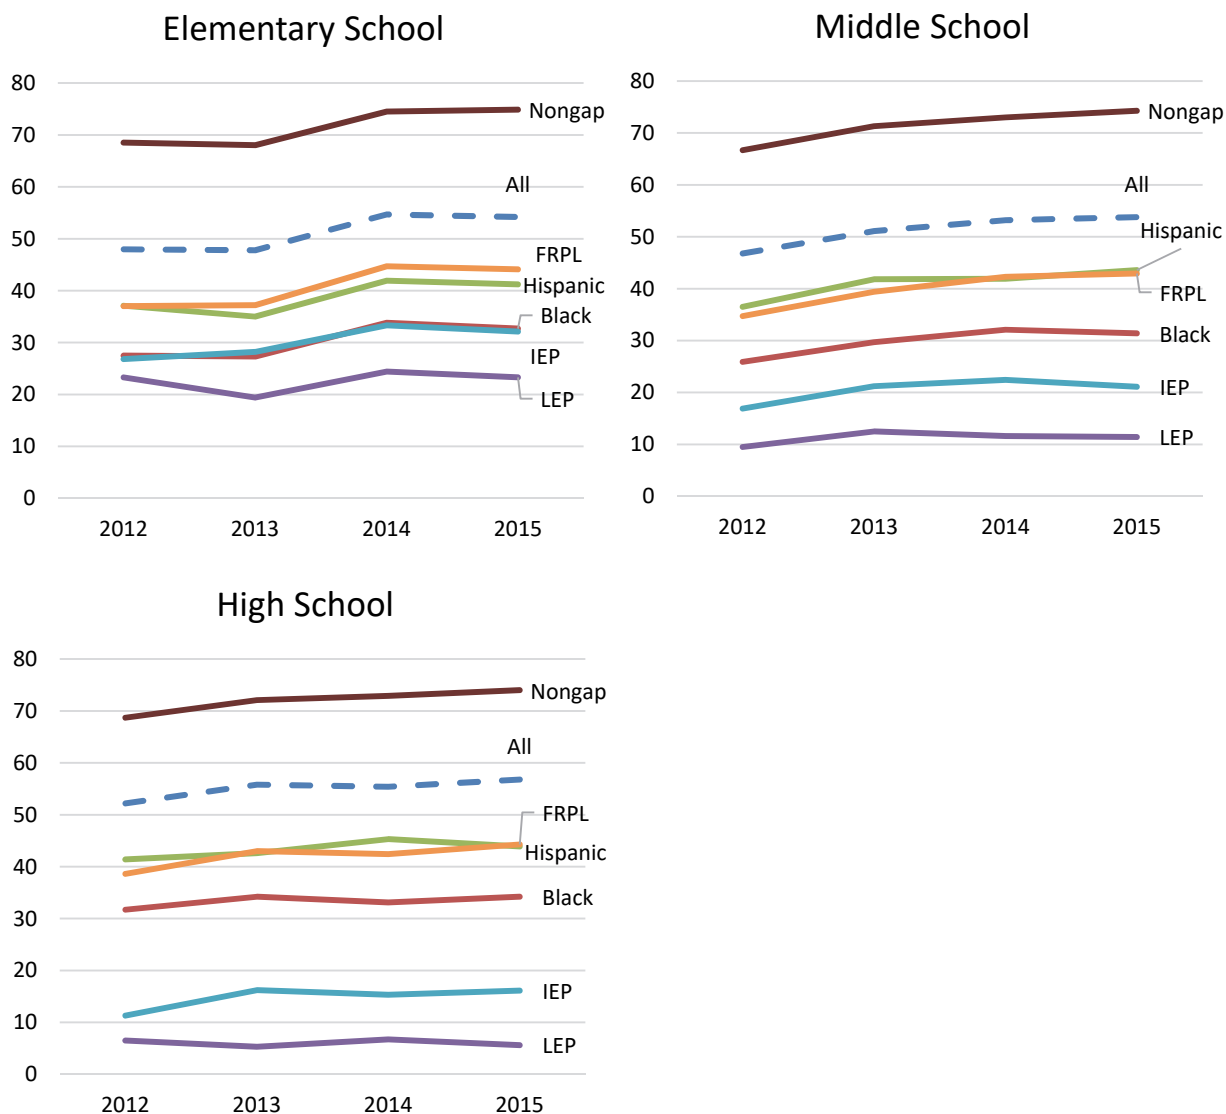 Elementary School
80
70
60
50
40
30
20
10
0
Nongap
All
FRPL
Hispanic
Black
IEP
LEP
2012 2013 2014 2015
Middle School
80
70
60
50
40
30
20
10
0
Nongap
All
Hispanic
FRPL
Black
IEP
LEP
2012 2013 2014 2015
High School
80
70
60
50
40
30
20
10
0
Nongap
All
FRPL
Hispanic
Black
IEP
LEP
2012 2013 2014 2015